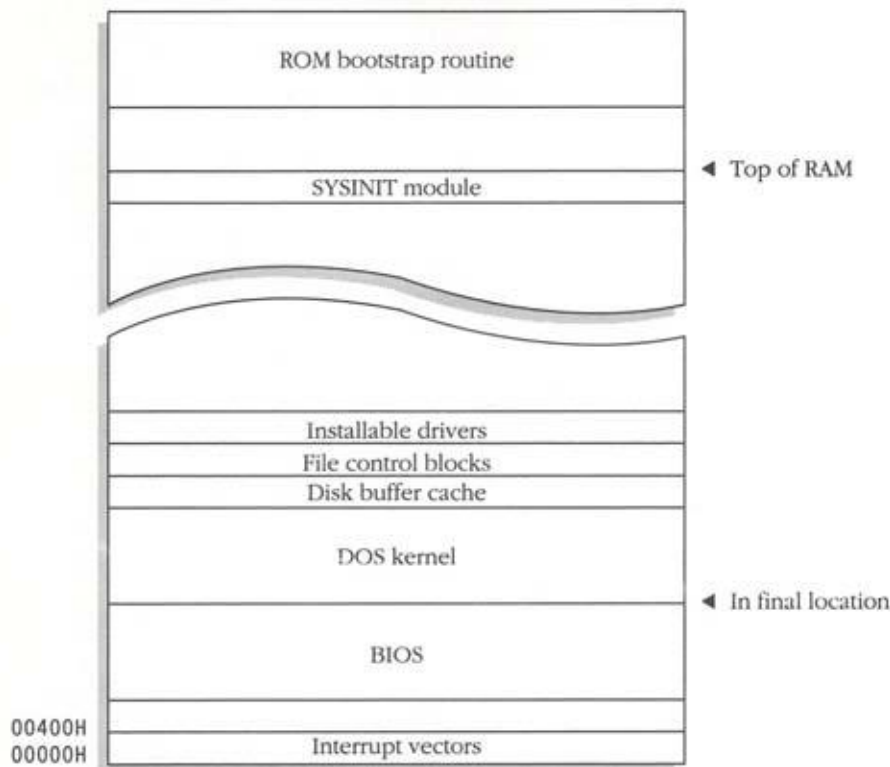 ROM bootstrap routine
Top of RAM
SYSINIT module
Installable drivers
File control blocks
Disk buffer cache
DOS kernel
In final location
BIOS
00400H
Interrupt vectors
00000H